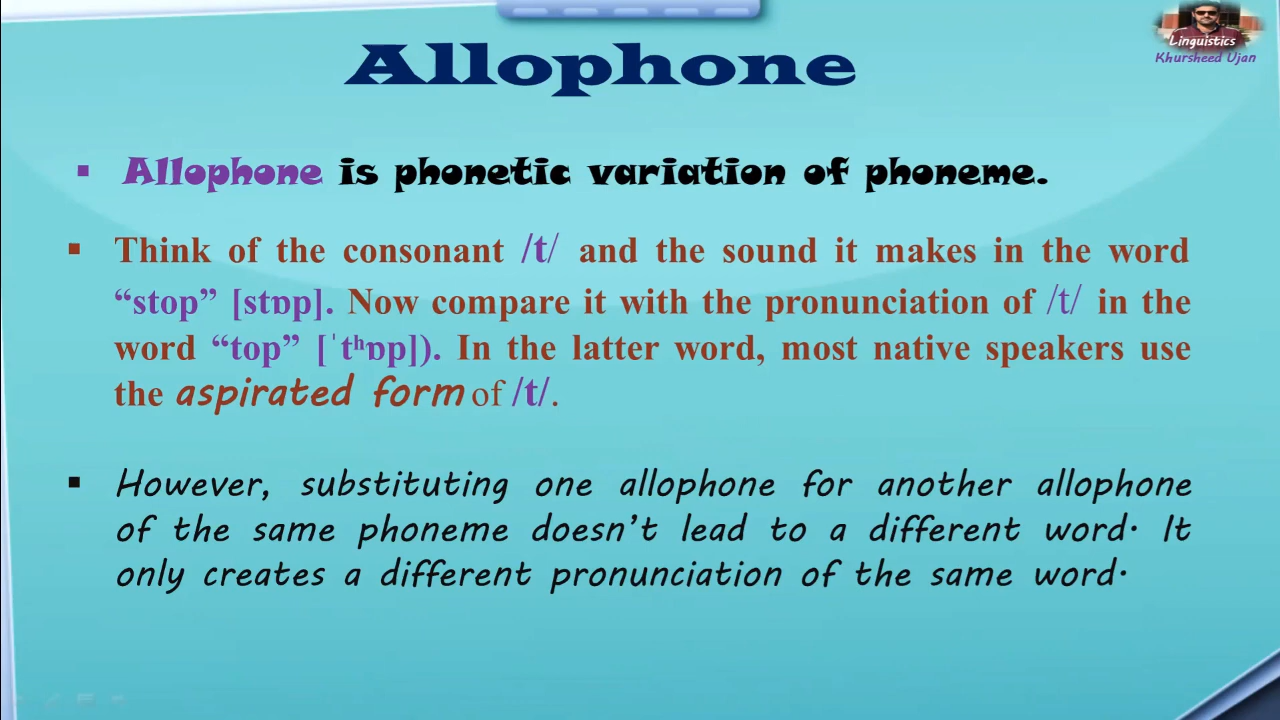 Linguistics
Khursheed Ujan
Allophone
▪ Allophone is phonetic variation of phoneme.
▪ Think of the consonant /t/ and the sound it makes in the word
“stop” [stɒp]. Now compare it with the pronunciation of /t/ in the
word “top” [ˈtʰɒp]). In the latter word, most native speakers use
the aspirated form of /t/.
▪ However, substituting one allophone for another allophone
of the same phoneme doesn’t lead to a different word. It
only creates a different pronunciation of the same word.